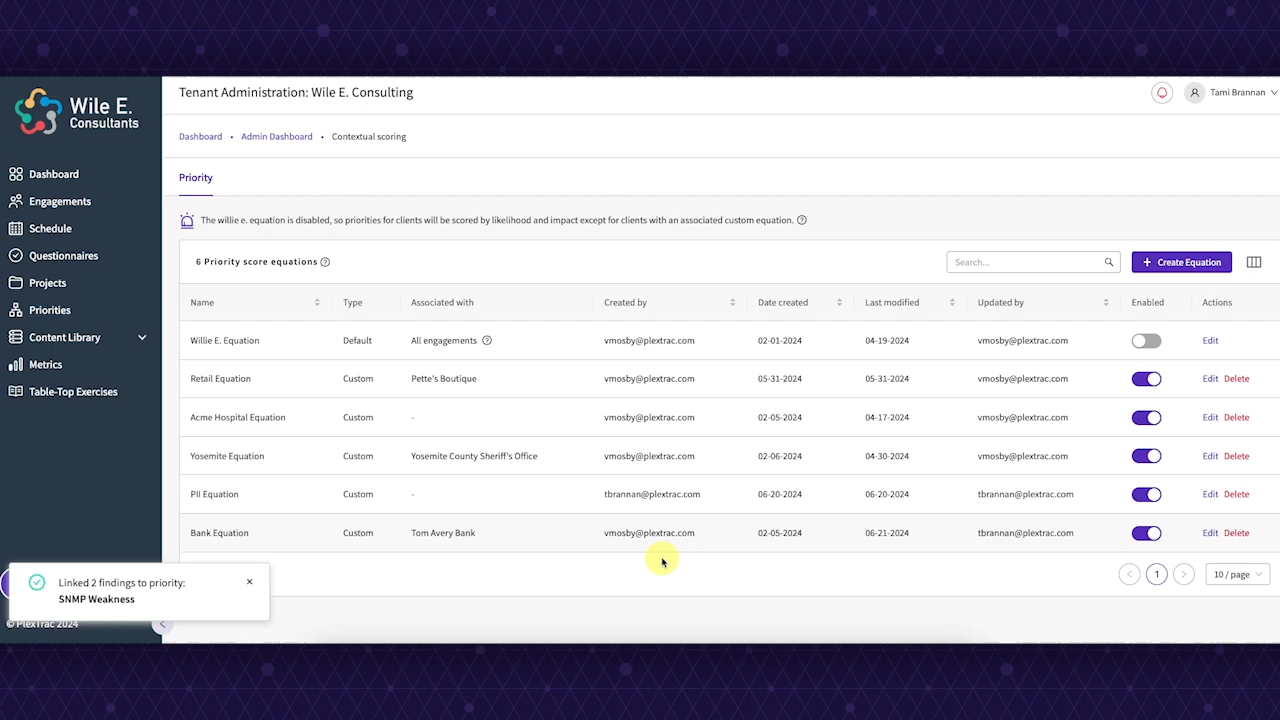 Wile E.
Consultants
Tenant Administration: Wile E. Consulting
Tami Brannan
Dashboard • Admin Dashboard • Contextual scoring
Dashboard
Engagements
Schedule
Questionnaires
Projects
Priorities
Content Library
Metrics
Table-Top Exercises
Priority
The willie e. equation is disabled, so priorities for clients will be scored by likelihood and impact except for clients with an associated custom equation.
6 Priority score equations
Search...
+ Create Equation
Name Type Associated with Created by Date created Last modified Updated by Enabled Actions
Willie E. Equation Default All engagements vmosby@plextrac.com 02-01-2024 04-19-2024 vmosby@plextrac.com Edit
Retail Equation Custom Pette's Boutique vmosby@plextrac.com 05-31-2024 05-31-2024 vmosby@plextrac.com Edit Delete
Acme Hospital Equation Custom - vmosby@plextrac.com 02-05-2024 04-17-2024 vmosby@plextrac.com Edit Delete
Yosemite Equation Custom Yosemite County Sheriff's Office vmosby@plextrac.com 02-06-2024 04-30-2024 vmosby@plextrac.com Edit Delete
PII Equation Custom - tbrannan@plextrac.com 06-20-2024 06-20-2024 tbrannan@plextrac.com Edit Delete
Bank Equation Custom Tom Avery Bank vmosby@plextrac.com 02-05-2024 06-21-2024 tbrannan@plextrac.com Edit Delete
1 10 / page
Linked 2 findings to priority:
SNMP Weakness
© PlexTrac 2024